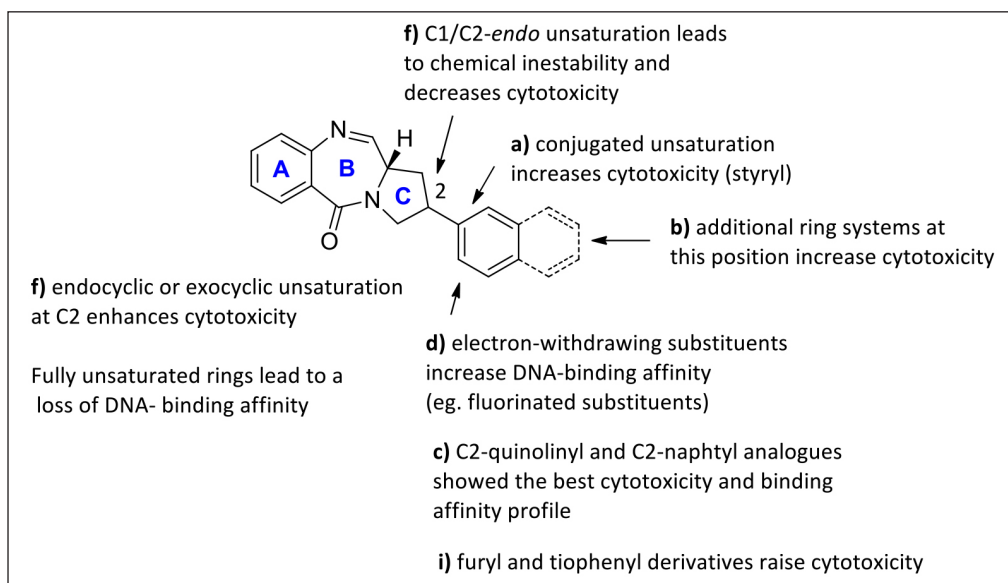 f) C1/C2-endo unsaturation leads
to chemical inestability and
decreases cytotoxicity
N
H
a) conjugated unsaturation
increases cytotoxicity (styryl)
A
B
N
C
2
O
b) additional ring systems at
this position increase cytotoxicity
f) endocyclic or exocyclic unsaturation
at C2 enhances cytotoxicity
Fully unsaturated rings lead to a
loss of DNA- binding affinity
d) electron-withdrawing substituents
increase DNA-binding affinity
(eg. fluorinated substituents)
c) C2-quinolinyl and C2-naphtyl analogues
showed the best cytotoxicity and binding
affinity profile
i) furyl and tiophenyl derivatives raise cytotoxicity